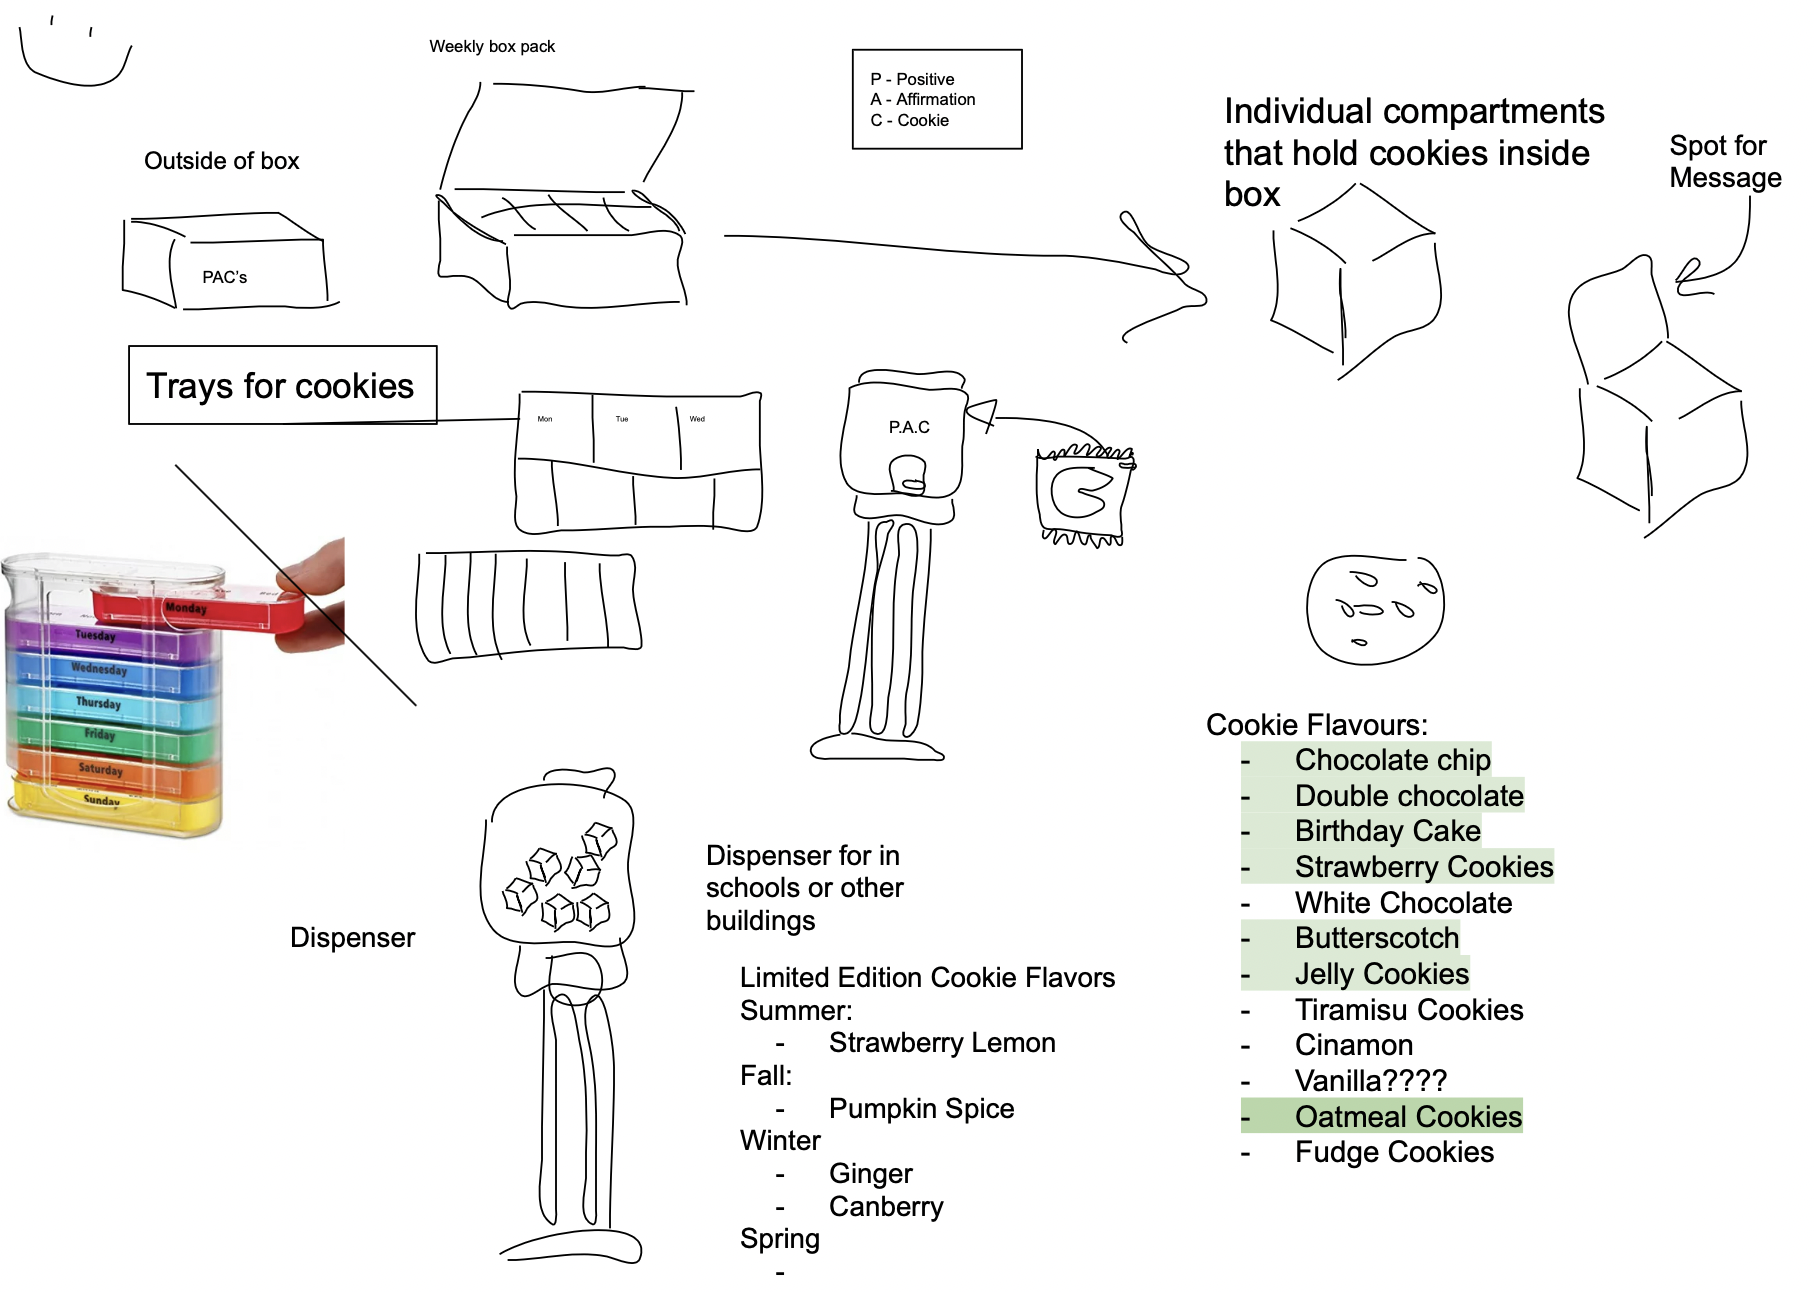 Weekly box pack
P - Positive
A - Affirmation
C - Cookie
Individual compartments
that hold cookies inside
box
Spot for
Message
Outside of box
PAC's
Trays for cookies
Mon
Tue
Wed
P.A.C
Monday
Tuesday
Wednesday
Thursday
Friday
Saturday
Sunday
Dispenser
Dispenser for in
schools or other
buildings
Limited Edition Cookie Flavors
Summer:
- Strawberry Lemon
Fall:
- Pumpkin Spice
Winter
- Ginger
- Canberry
Spring
-
Cookie Flavours:
- Chocolate chip
- Double chocolate
- Birthday Cake
- Strawberry Cookies
White Chocolate
- Butterscotch
- Jelly Cookies
- Tiramisu Cookies
- Cinamon
- Vanilla????
- Oatmeal Cookies
- Fudge Cookies